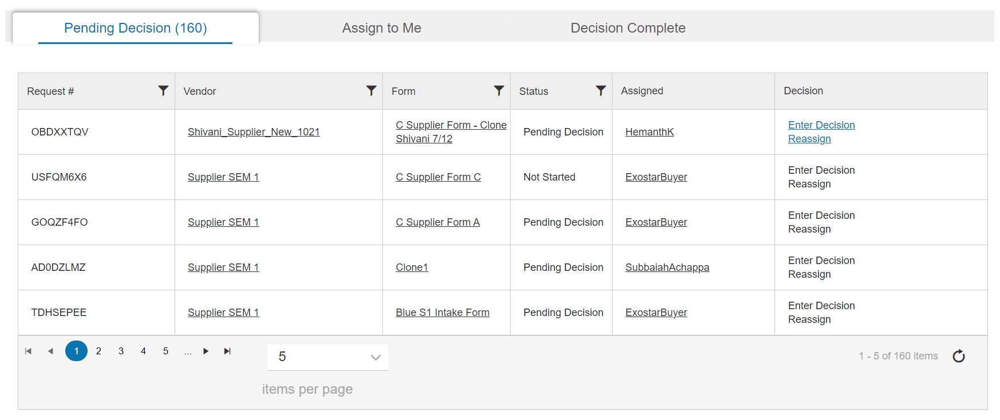 Pending Decision (160) Assign to Me Decision Complete
Request # Vendor Form Status Assigned Decision
OBDXXTQV Shivani_Supplier_New_1021 C Supplier Form - Clone Shivani 7/12 Pending Decision HemanthK Enter Decision Reassign
USFQM6X6 Supplier SEM 1 C Supplier Form C Not Started ExostarBuyer Enter Decision Reassign
GOQZF4FO Supplier SEM 1 C Supplier Form A Pending Decision ExostarBuyer Enter Decision Reassign
AD0DZLMZ Supplier SEM 1 Clone1 Pending Decision SubbaiahAchappa Enter Decision Reassign
TDHSEPEE Supplier SEM 1 Blue S1 Intake Form Pending Decision ExostarBuyer Enter Decision Reassign
1 2 3 4 5 ... 5 1 - 5 of 160 items
items per page